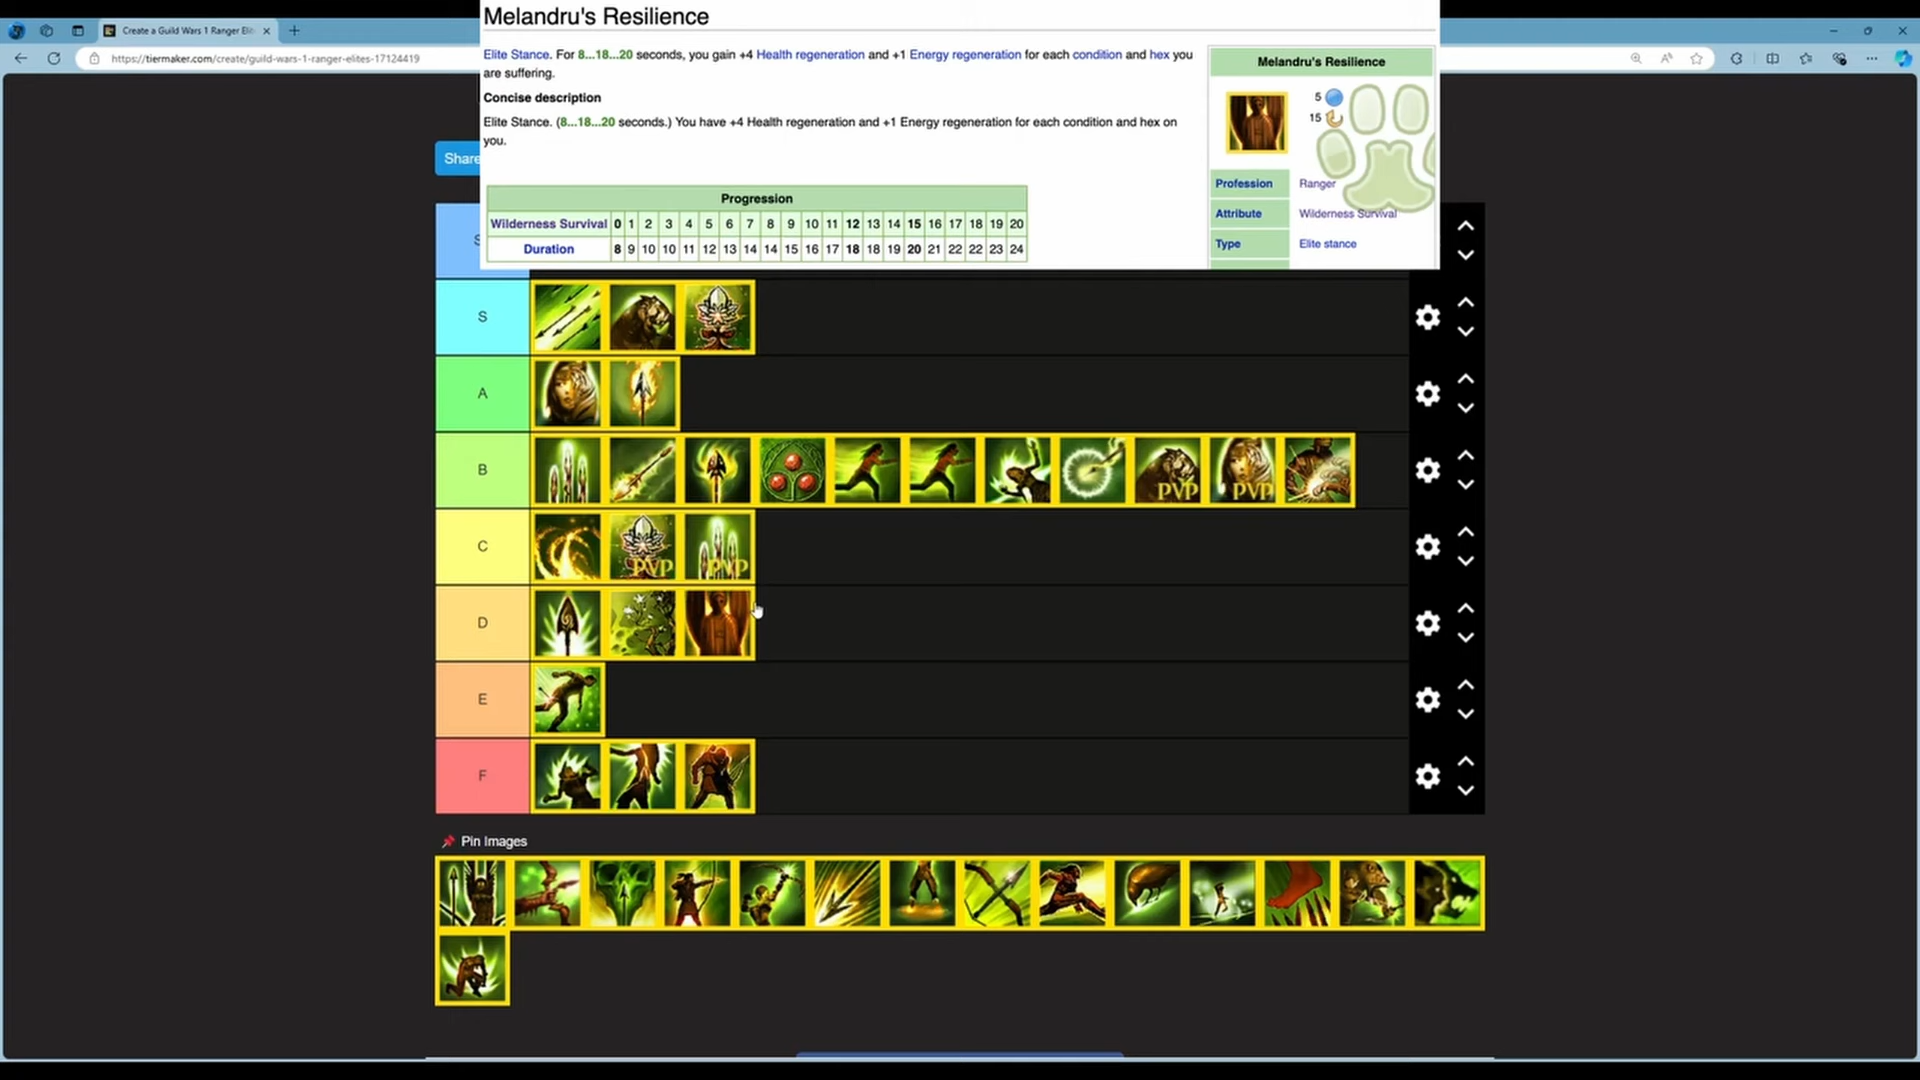 Melandru's Resilience
Create a Guild Wars 1 Ranger Elit
https://tiermaker.com/create/guild-wars-1-ranger-elites-17124419
Elite Stance. For 8...18...20 seconds, you gain +4 Health regeneration and +1 Energy regeneration for each condition and hex you
are suffering.
Concise description
Elite Stance. (8...18...20 seconds.) You have +4 Health regeneration and +1 Energy regeneration for each condition and hex on
you.
Melandru's Resilience
5
15
Profession Ranger
Attribute Wilderness Survival
Type Elite stance
Progression
Wilderness Survival 0 1 2 3 4 5 6 7 8 9 10 11 12 13 14 15 16 17 18 19 20
Duration 8 9 10 10 11 12 13 14 14 15 16 17 18 18 19 20 21 22 22 23 24
Share
S
S
A
B
PVP PVP
C
PVP PVP
D
E
F
Pin Images